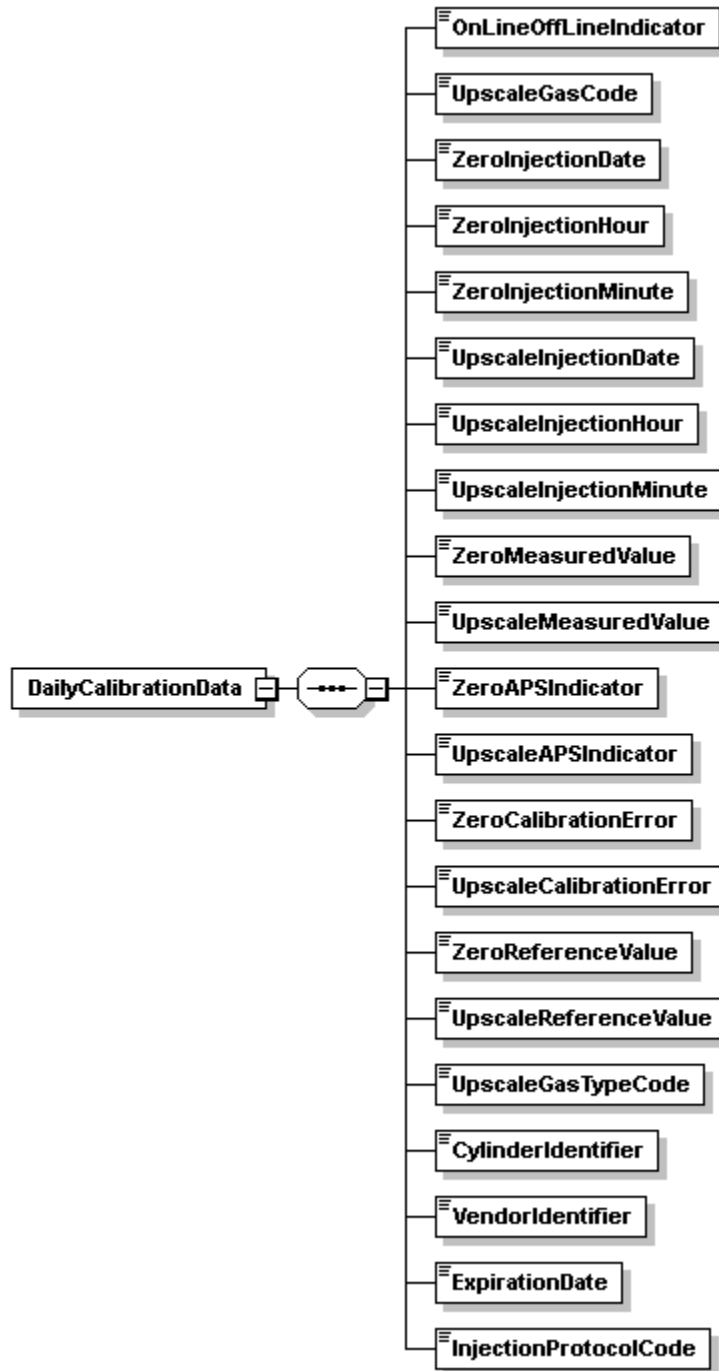 OnLineOffLineIndicator
UpscaleGasCode
ZeroInjectionDate
ZeroInjectionHour
ZeroInjectionMinute
UpscaleInjectionDate
UpscaleInjectionHour
UpscaleInjectionMinute
ZeroMeasuredValue
UpscaleMeasuredValue
DailyCalibrationData
ZeroAPSIndicator
UpscaleAPSIndicator
ZeroCalibrationError
UpscaleCalibrationError
ZeroReferenceValue
UpscaleReferenceValue
UpscaleGasTypeCode
CylinderIdentifier
VendorIdentifier
ExpirationDate
InjectionProtocolCode